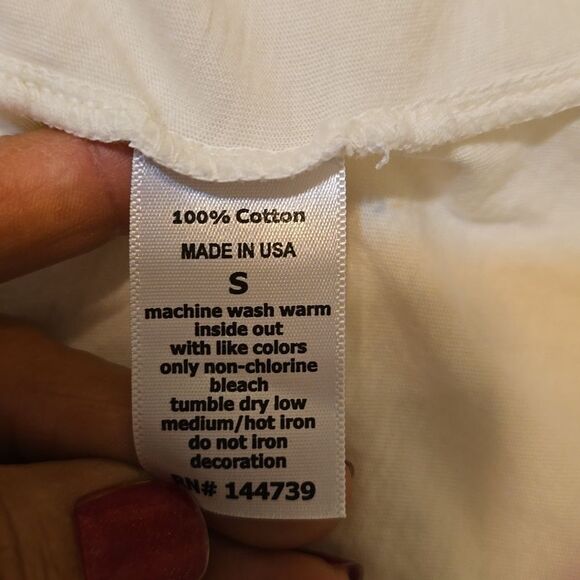 100% Cotton
MADE IN USA
S
machine wash warm
inside out
with like colors
only non-chlorine
bleach
tumble dry low
medium/hot iron
do not iron
decoration
RN# 144739